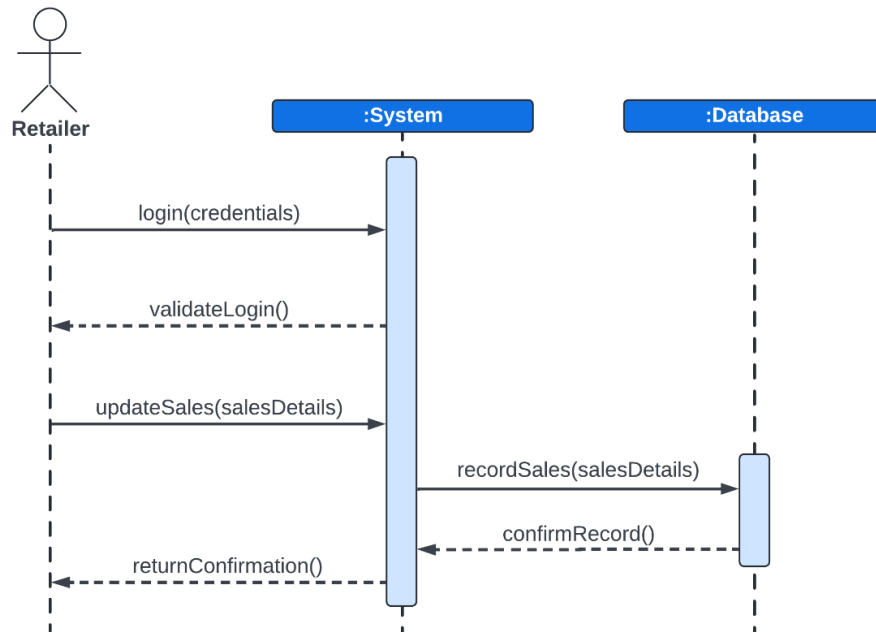 :System
:Database
Retailer
login(credentials)
validateLogin()
updateSales(salesDetails)
recordSales(salesDetails)
confirmRecord()
returnConfirmation()